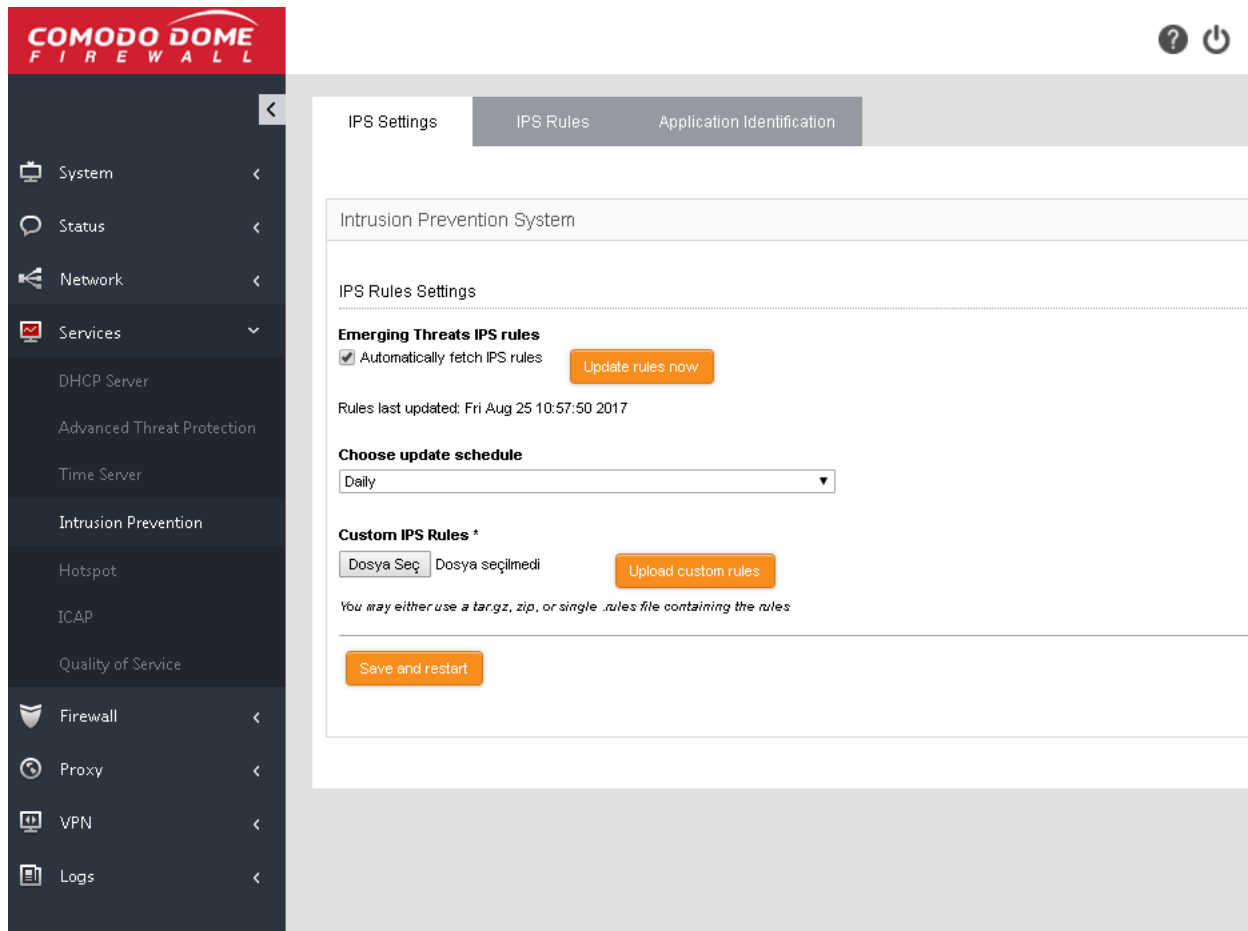 COMODO DOME
FIREWALL
IPS Settings
IPS Rules
Application Identification
System
Status
Network
Services
DHCP Server
Advanced Threat Protection
Time Server
Intrusion Prevention
Hotspot
ICAP
Quality of Service
Firewall
Proxy
VPN
Logs
Intrusion Prevention System
IPS Rules Settings
Emerging Threats IPS rules
Automatically fetch IPS rules
Update rules now
Rules last updated: Fri Aug 25 10:57:50 2017
Choose update schedule
Daily
Custom IPS Rules *
Dosya Seç Dosya seçilmedi
Upload custom rules
You may either use a tar.gz, zip, or single .rules file containing the rules
Save and restart